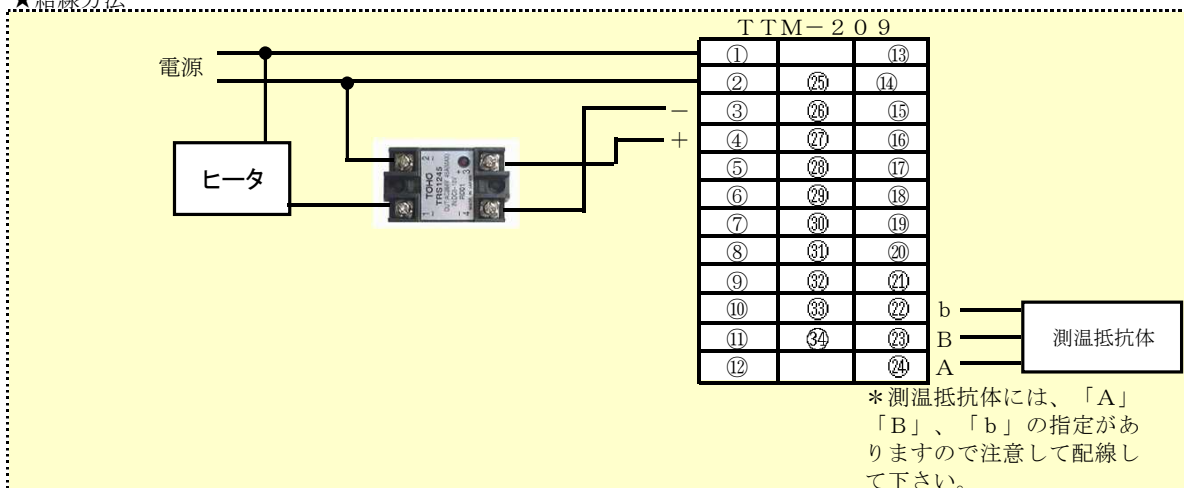 ★結線方法
TTM－209
電源
① ⑬
② ㉕ ⑭
－ ③ ㉖ ⑮
＋ ④ ㉗ ⑯
⑤ ㉘ ⑰
⑥ ㉙ ⑱
⑦ ㉚ ⑲
⑧ ㉛ ⑳
⑨ ㉜ ㉑
⑩ ㉝ ㉒ b
⑪ ㉞ ㉓ B
⑫ ㉔ A
ヒータ
TOHO
TRS1245
1
2
3
4
測温抵抗体
＊測温抵抗体には、「A」
「B」、「b」の指定があ
りますので注意して配線し
て下さい。